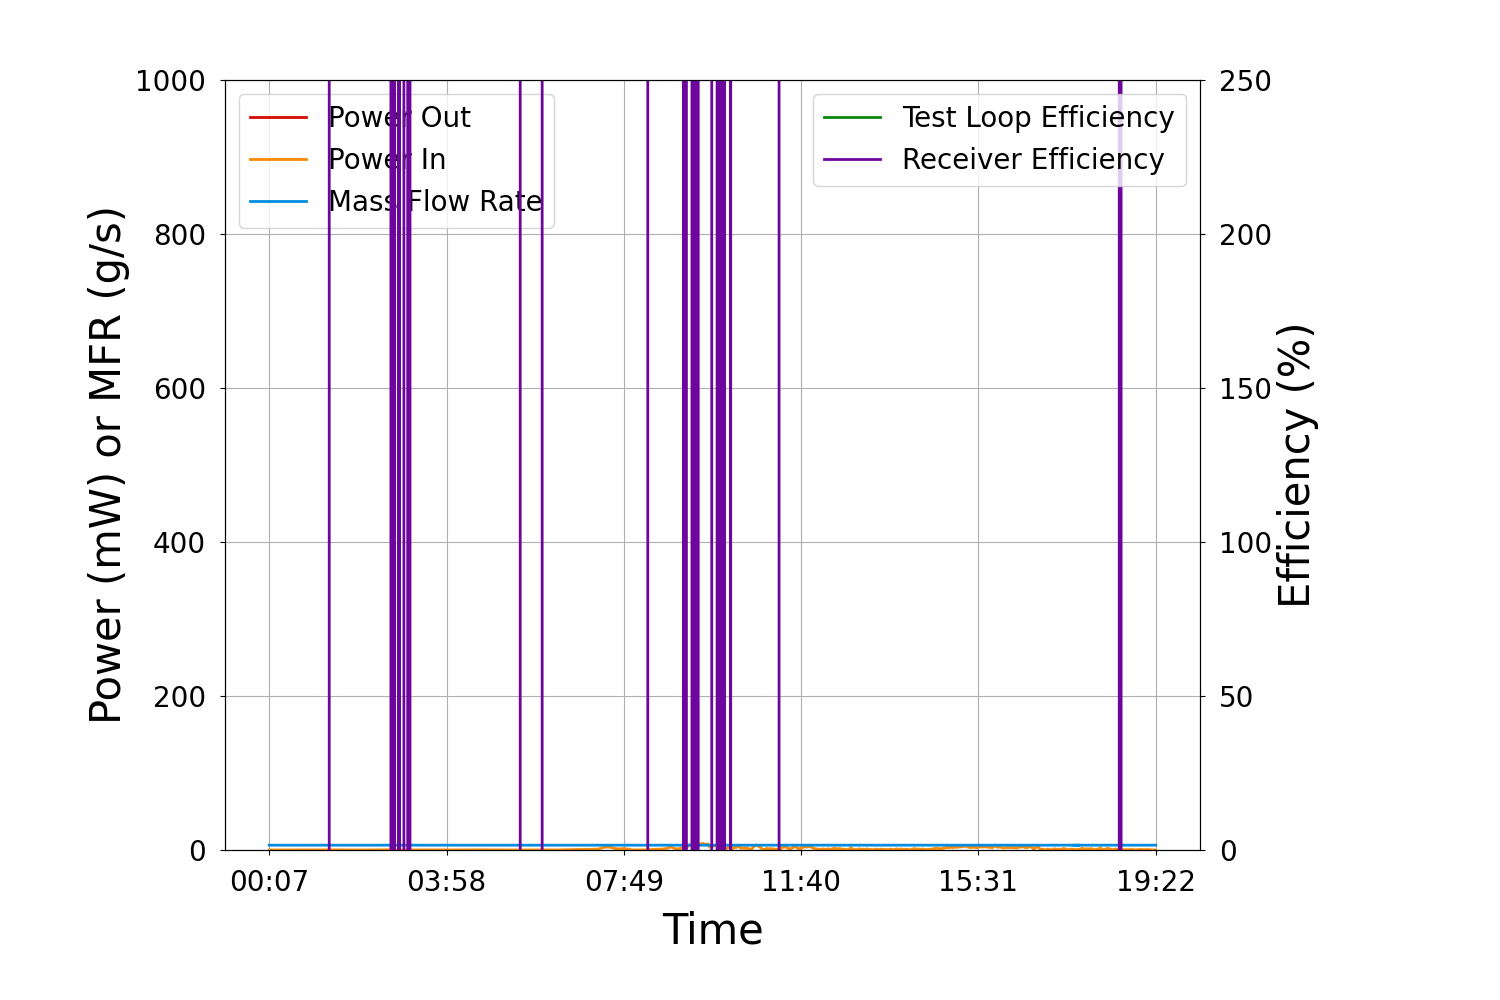 1000
800
600
400
200
0
Power (mW) or MFR (g/s)
Power Out
Power In
Mass Flow Rate
Test Loop Efficiency
Receiver Efficiency
250
200
150
100
50
0
Efficiency (%)
00:07 03:58 07:49 11:40 15:31 19:22
Time